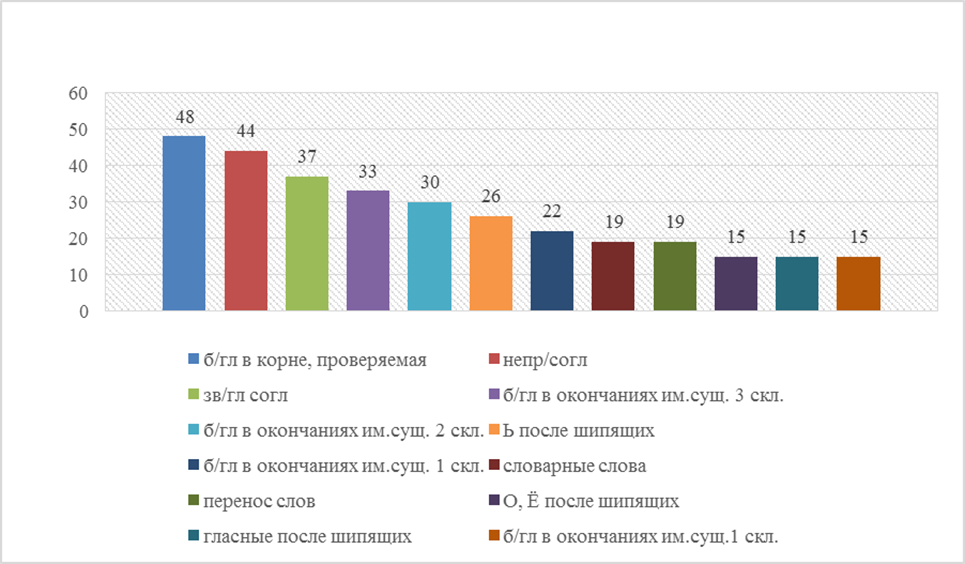 60
50
40
30
20
10
0
48
44
37
33
30
26
22
19
19
15
15
15
б/гл в корне, проверяемая
непр/согл
зв/гл согл
б/гл в окончаниях им.сущ. 3 скл.
б/гл в окончаниях им.сущ. 2 скл.
Ь после шипящих
б/гл в окончаниях им.сущ. 1 скл.
словарные слова
перенос слов
О, Ё после шипящих
гласные после шипящих
б/гл в окончаниях им.сущ.1 скл.